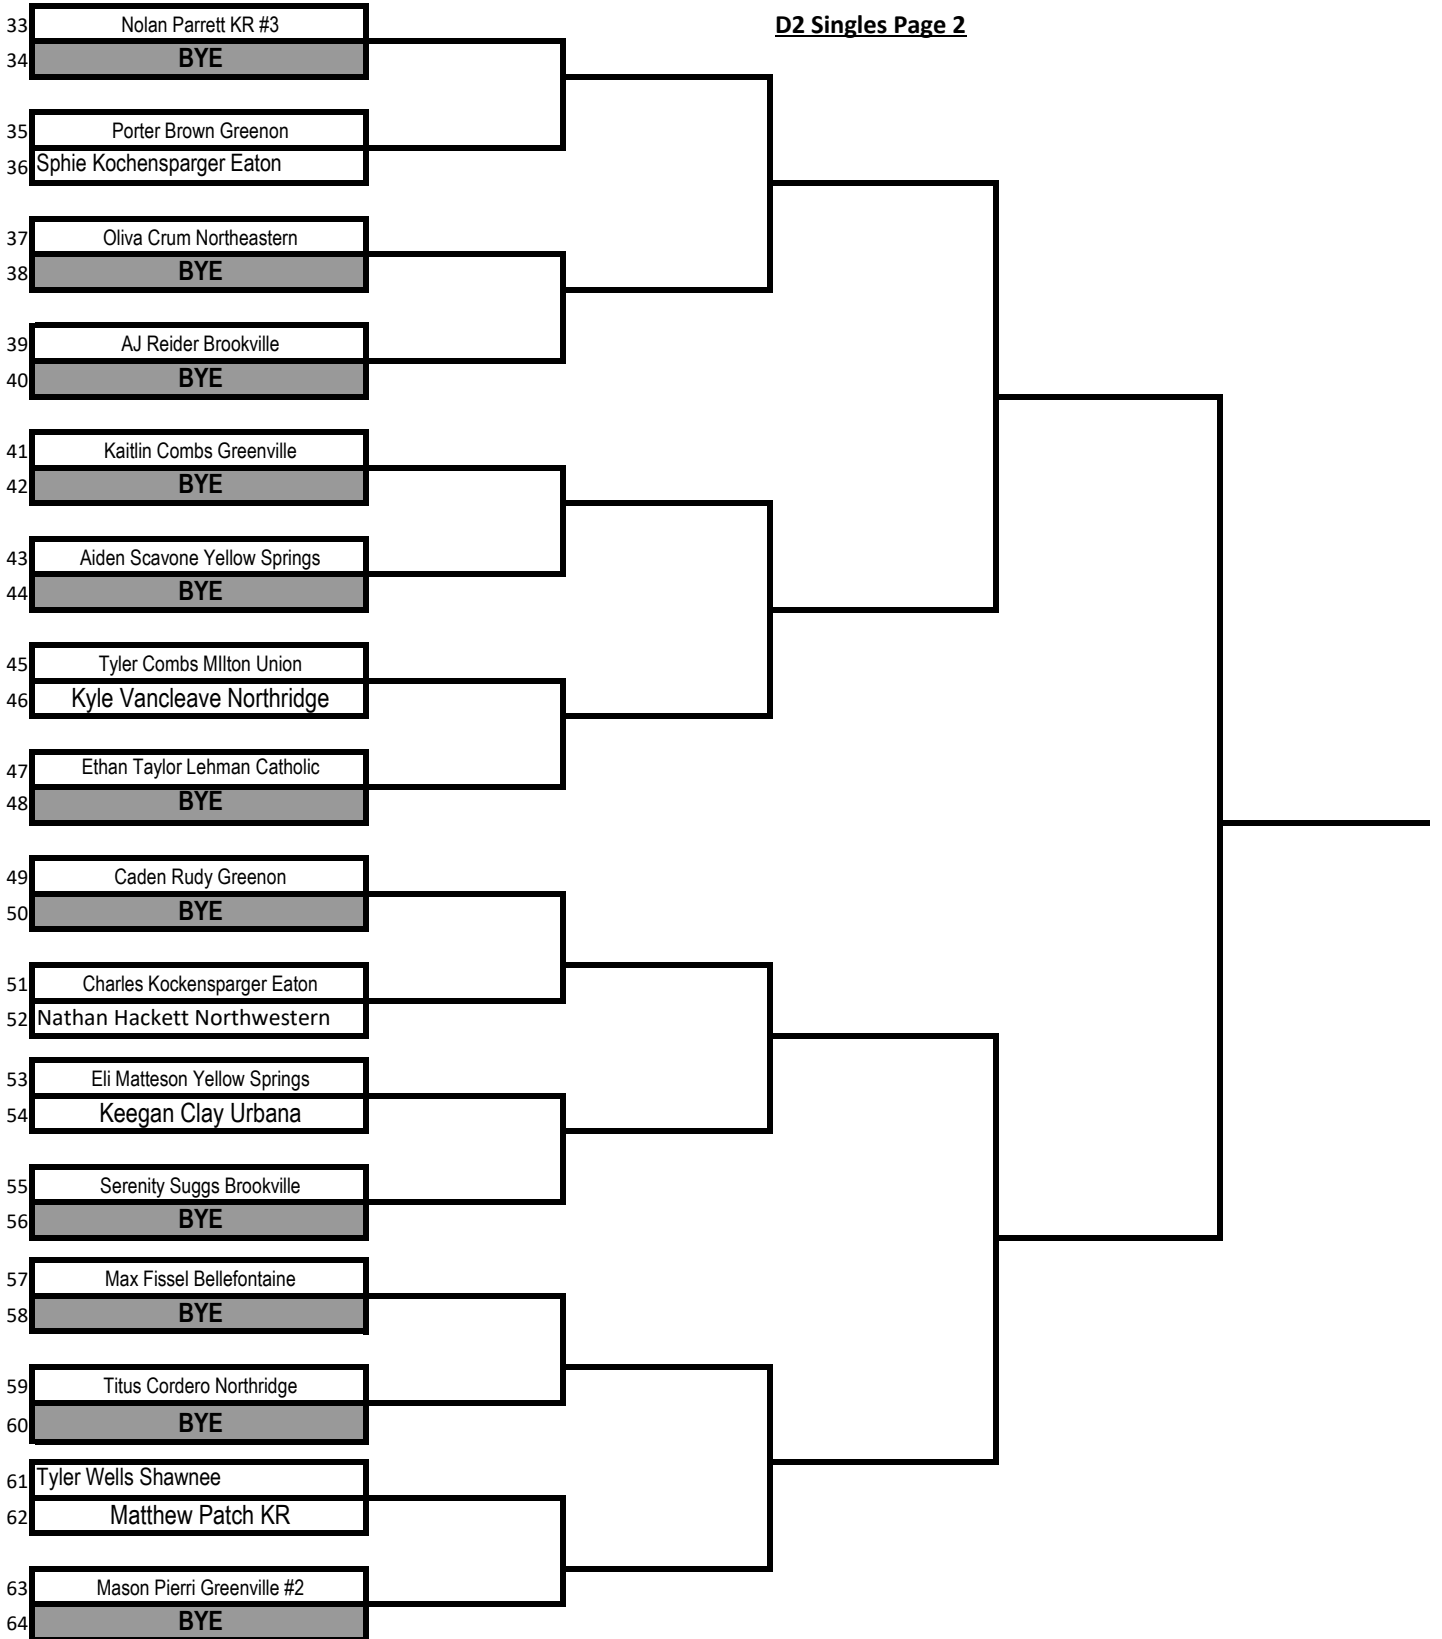 D2 Singles Page 2
33 Nolan Parrett KR #3
34 BYE
35 Porter Brown Greenon
36 Sphie Kochensparger Eaton
37 Oliva Crum Northeastern
38 BYE
39 AJ Reider Brookville
40 BYE
41 Kaitlin Combs Greenville
42 BYE
43 Aiden Scavone Yellow Springs
44 BYE
45 Tyler Combs MIlton Union
46 Kyle Vancleave Northridge
47 Ethan Taylor Lehman Catholic
48 BYE
49 Caden Rudy Greenon
50 BYE
51 Charles Kockensparger Eaton
52 Nathan Hackett Northwestern
53 Eli Matteson Yellow Springs
54 Keegan Clay Urbana
55 Serenity Suggs Brookville
56 BYE
57 Max Fissel Bellefontaine
58 BYE
59 Titus Cordero Northridge
60 BYE
61 Tyler Wells Shawnee
62 Matthew Patch KR
63 Mason Pierri Greenville #2
64 BYE